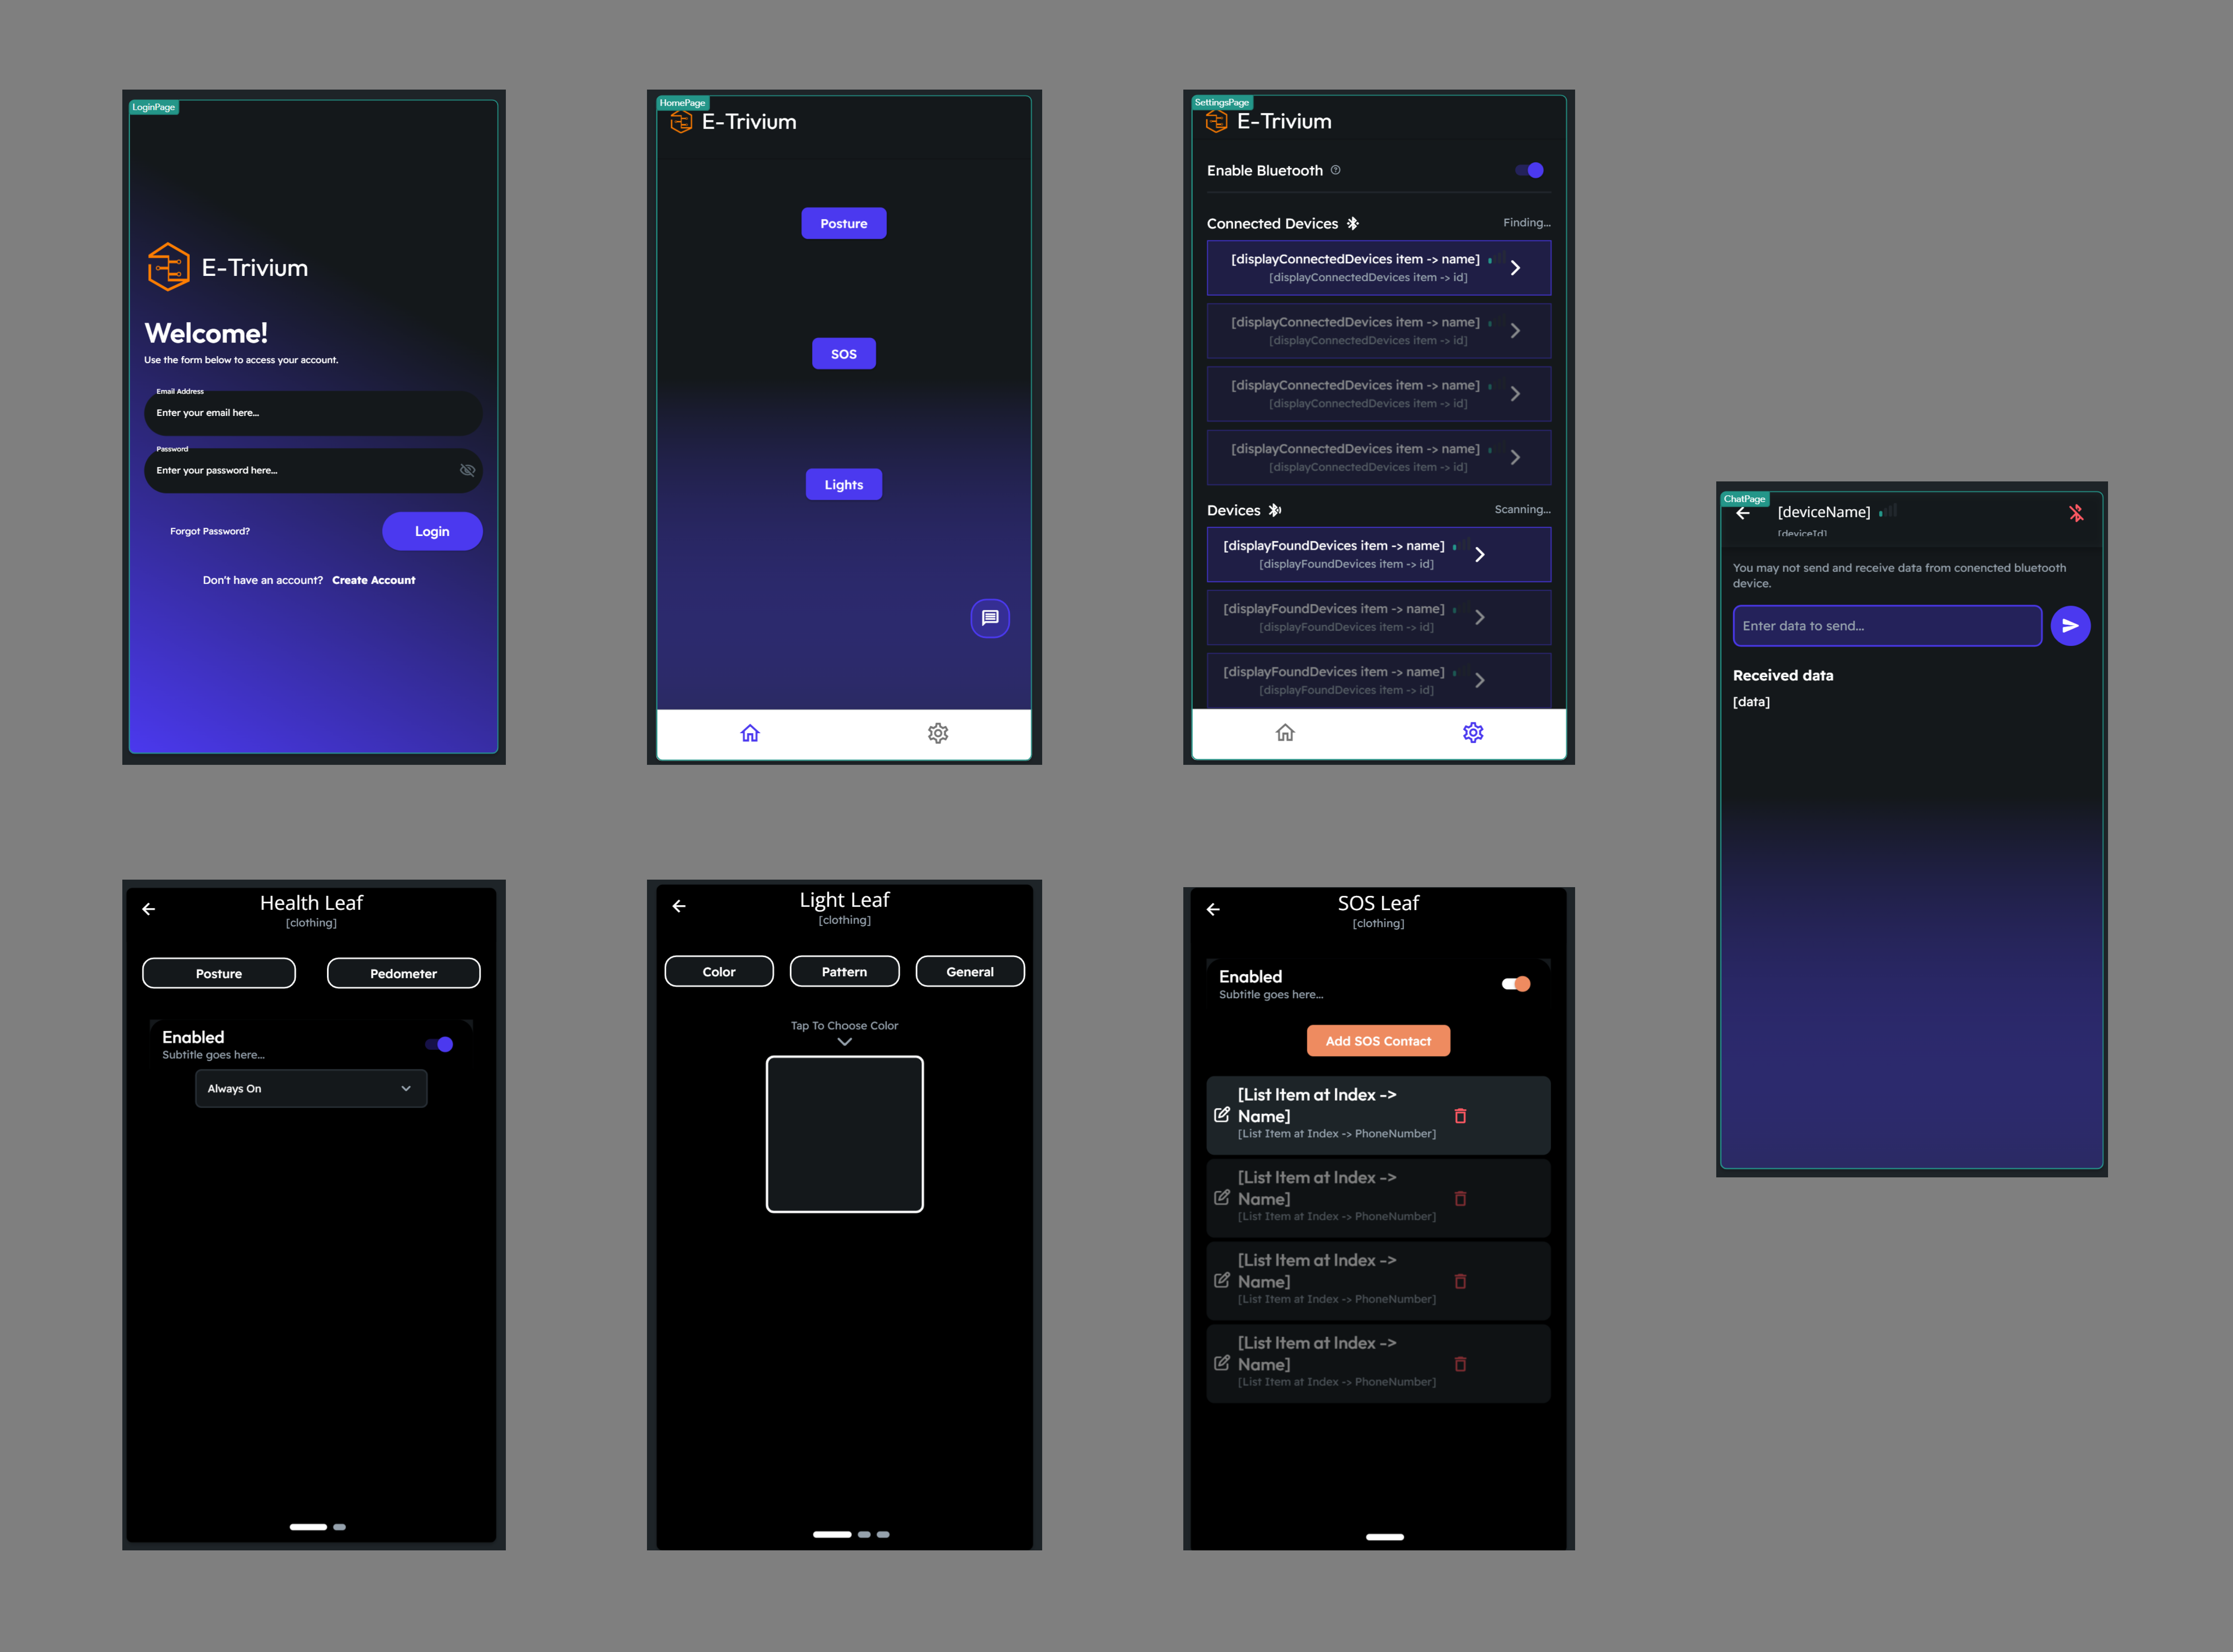 LoginPage
E-Trivium
Welcome!
Use the form below to access your account.
Email Address
Enter your email here...
Password
Enter your password here...
Forgot Password?
Login
Don't have an account? Create Account
HomePage
E-Trivium
Posture
SOS
Lights
SettingsPage
E-Trivium
Enable Bluetooth
Connected Devices
Finding...
[displayConnectedDevices item -> name]
[displayConnectedDevices item -> id]
[displayConnectedDevices item -> name]
[displayConnectedDevices item -> id]
[displayConnectedDevices item -> name]
[displayConnectedDevices item -> id]
[displayConnectedDevices item -> name]
[displayConnectedDevices item -> id]
Devices
Scanning...
[displayFoundDevices item -> name]
[displayFoundDevices item -> id]
[displayFoundDevices item -> name]
[displayFoundDevices item -> id]
[displayFoundDevices item -> name]
[displayFoundDevices item -> id]
ChatPage
[deviceName]
[deviceId]
You may not send and receive data from conencted bluetooth
device.
Enter data to send...
Received data
[data]
Health Leaf
[clothing]
Posture
Pedometer
Enabled
Subtitle goes here...
Always On
Light Leaf
[clothing]
Color
Pattern
General
Tap To Choose Color
SOS Leaf
[clothing]
Enabled
Subtitle goes here...
Add SOS Contact
[List Item at Index ->
Name]
[List Item at Index -> PhoneNumber]
[List Item at Index ->
Name]
[List Item at Index -> PhoneNumber]
[List Item at Index ->
Name]
[List Item at Index -> PhoneNumber]
[List Item at Index ->
Name]
[List Item at Index -> PhoneNumber]